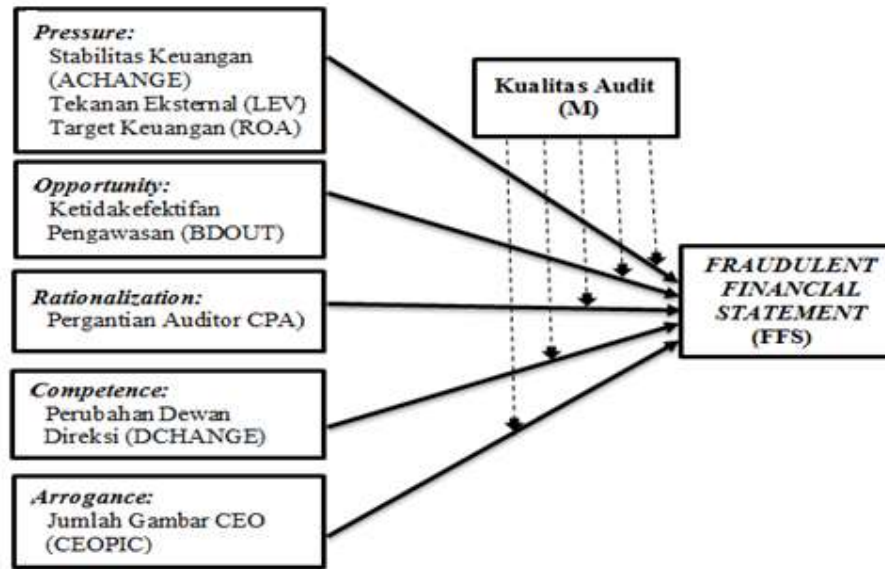 Pressure:
Stabilitas Keuangan
(ACHANGE)
Tekanan Eksternal (LEV)
Target Keuangan (ROA)
Kualitas Audit
(M)
Opportunity:
Ketidakefektifan
Pengawasan (BDOUT)
Rationalization:
Pergantian Auditor CPA)
Competence:
Perubahan Dewan
Direksi (DCHANGE)
Arrogance:
Jumlah Gambar CEO
(CEOPIC)
FRAUDULENT
FINANCIAL
STATEMENT
(FFS)